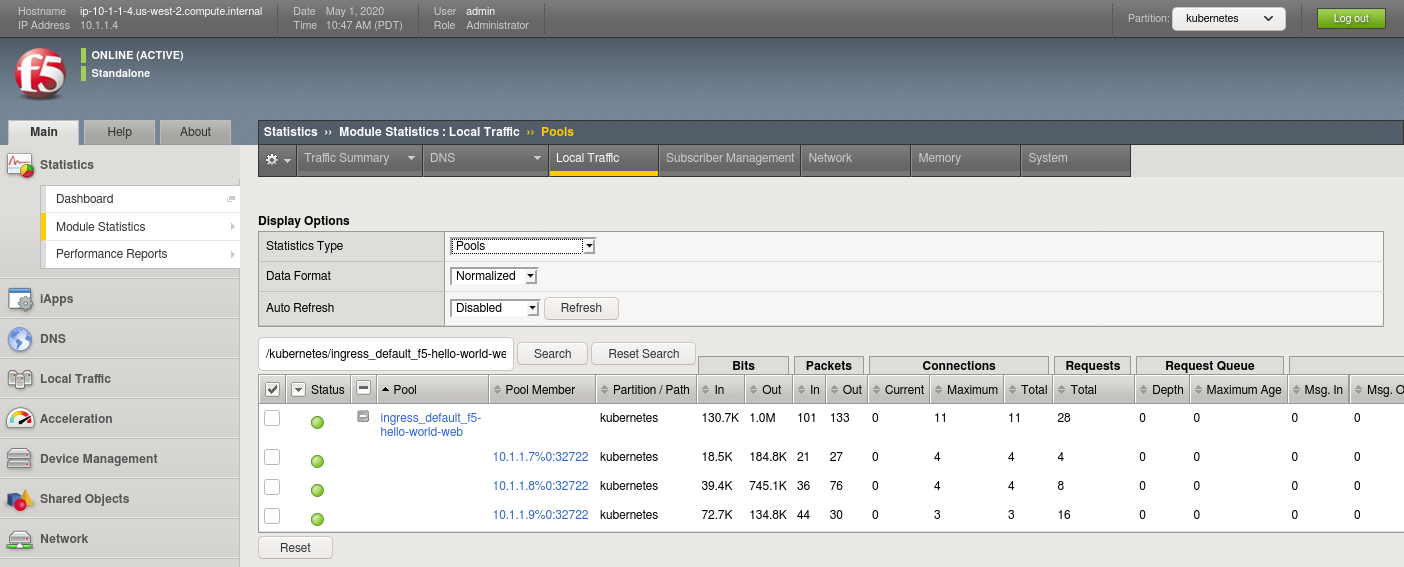 Hostname ip-10-1-1-4.us-west-2.compute.internal Date May 1, 2020 User admin Partition: kubernetes Log out
IP Address 10.1.1.4 Time 10:47 AM (PDT) Role Administrator
f5
ONLINE (ACTIVE)
Standalone
Main Help About
Statistics ›› Module Statistics : Local Traffic ›› Pools
Traffic Summary DNS Local Traffic Subscriber Management Network Memory System
Statistics
Dashboard
Module Statistics
Performance Reports
iApps
DNS
Local Traffic
Acceleration
Device Management
Shared Objects
Network
Display Options
Statistics Type Pools
Data Format Normalized
Auto Refresh Disabled Refresh
/kubernetes/ingress_default_f5-hello-world-we Search Reset Search
Bits Packets Connections Requests Request Queue
Status Pool Pool Member Partition / Path In Out In Out Current Maximum Total Total Depth Maximum Age Msg. In Msg. O
ingress_default_f5- kubernetes 130.7K 1.0M 101 133 0 11 11 28 0 0 0 0
hello-world-web
10.1.1.7%0:32722 kubernetes 18.5K 184.8K 21 27 0 4 4 4 0 0 0 0
10.1.1.8%0:32722 kubernetes 39.4K 745.1K 36 76 0 4 4 8 0 0 0 0
10.1.1.9%0:32722 kubernetes 72.7K 134.8K 44 30 0 3 3 16 0 0 0 0
Reset